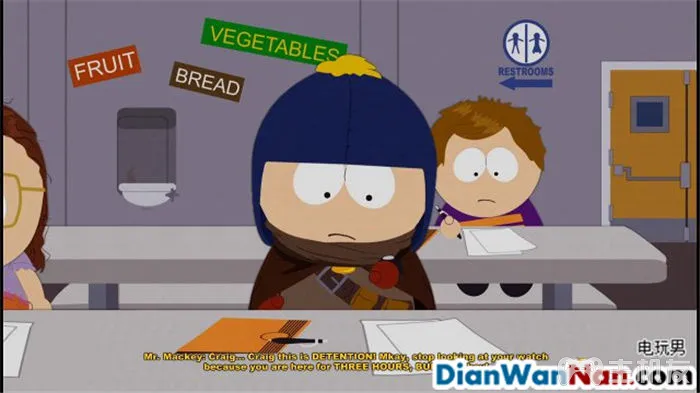 VEGETABLES
FRUIT
BREAD
RESTROOMS
Mr. Mackey: Craig... Craig this is DETENTION! Mkay, stop looking at your watch
because you are here for THREE HOURS,
电玩男
DianWanNan.com